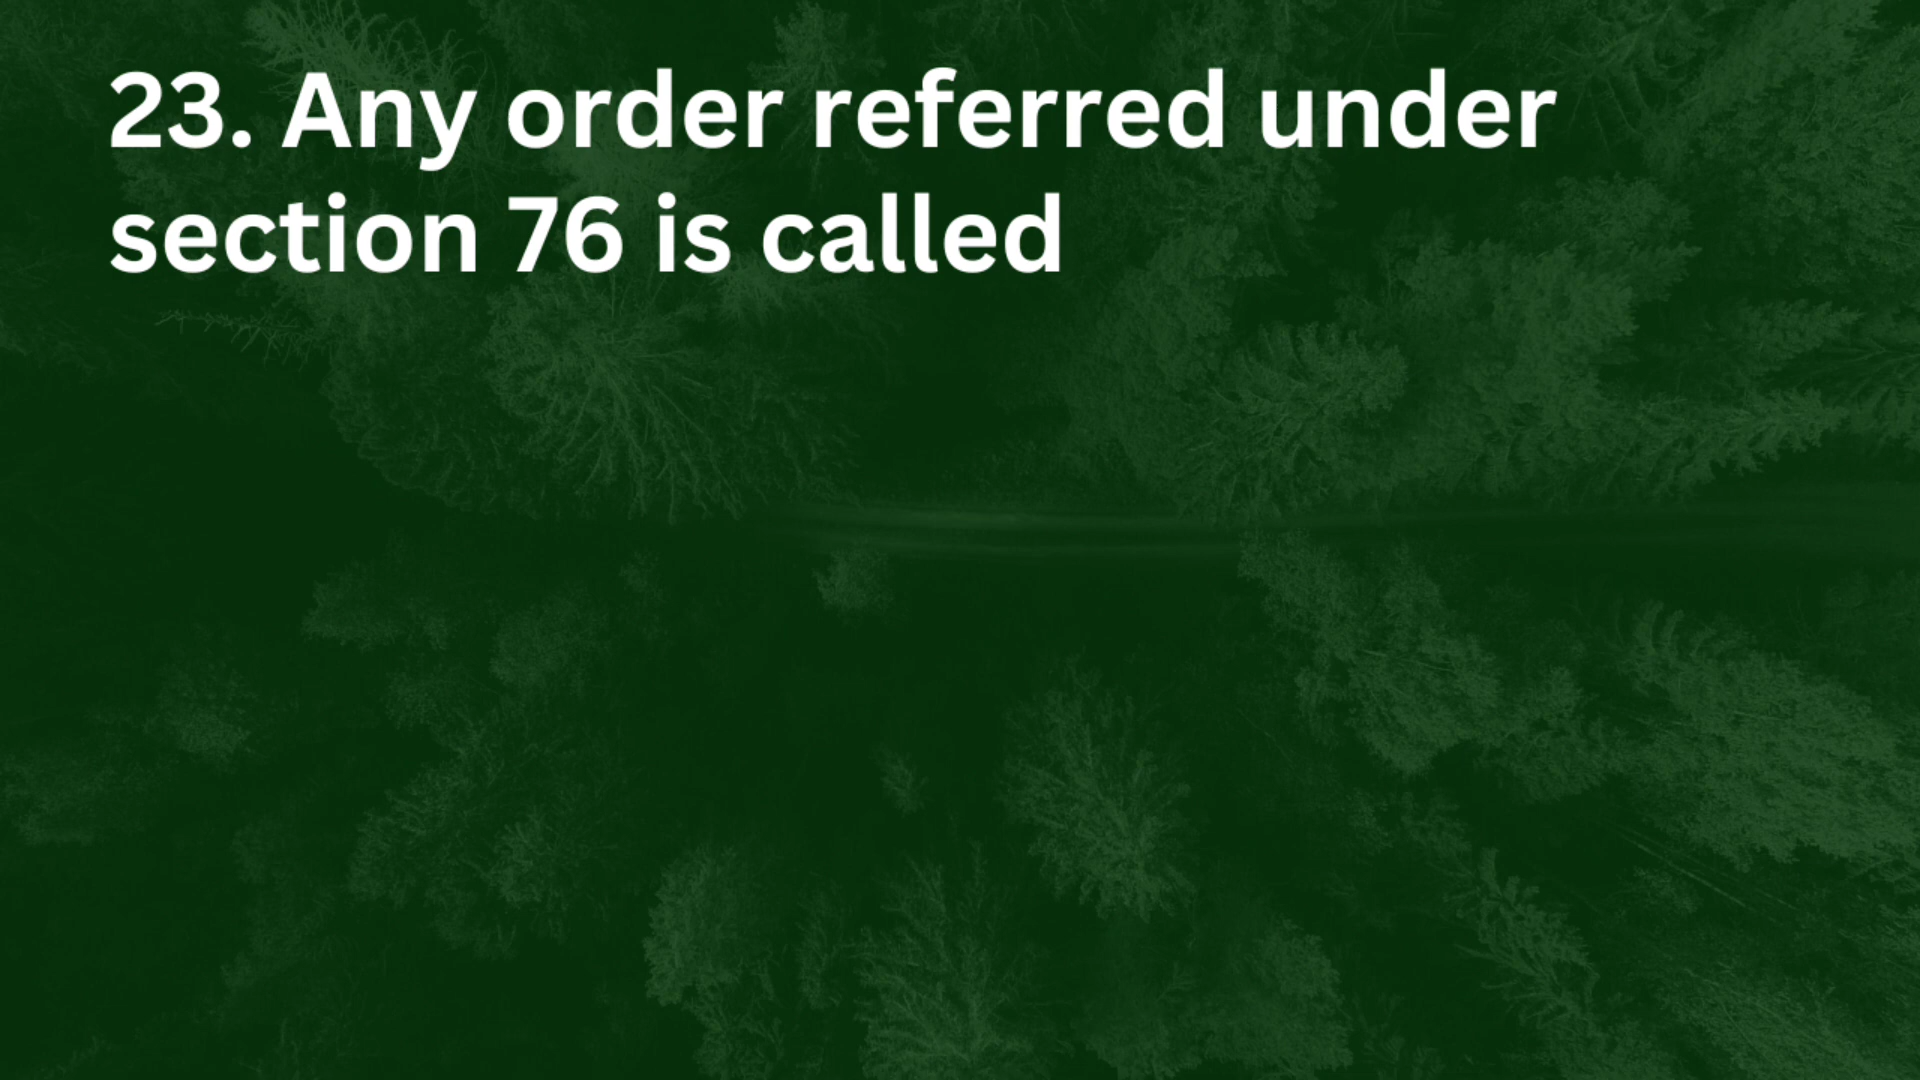 23. Any order referred under
section 76 is called